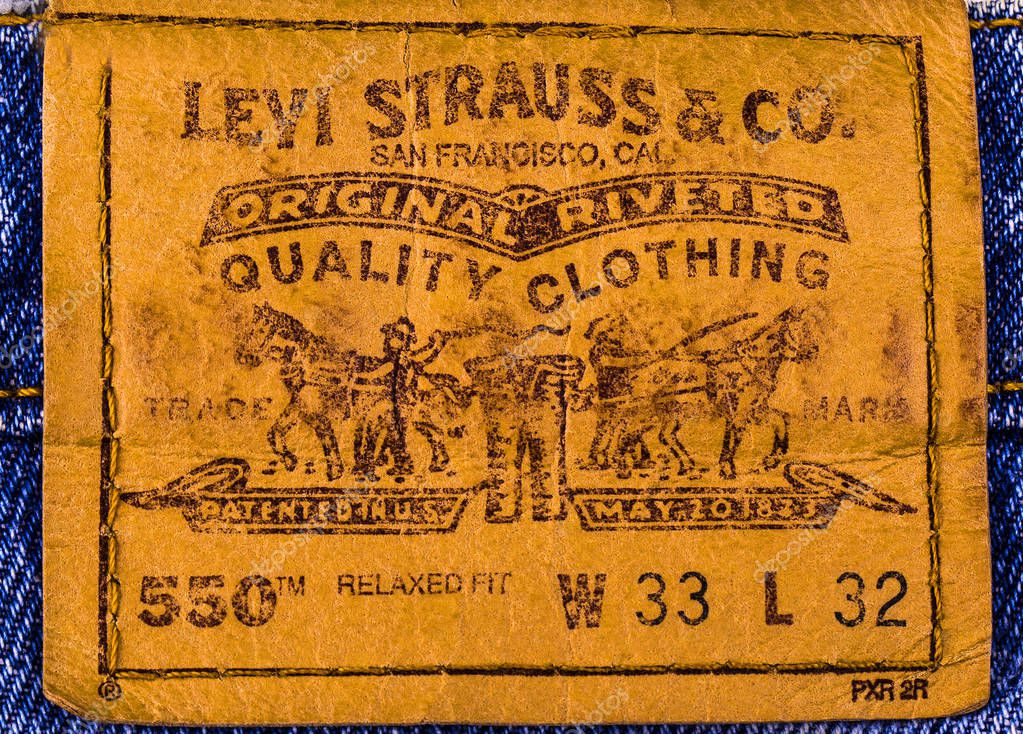 LEVI STRAUSS & CO.
SAN FRANCISCO, CAL.
ORIGINAL RIVETED
QUALITY CLOTHING
TRADE MARK
PATENTED IN U.S. MAY 20 1873
550™ RELAXED FIT W 33 L 32
® PXR 2R
depositphotos